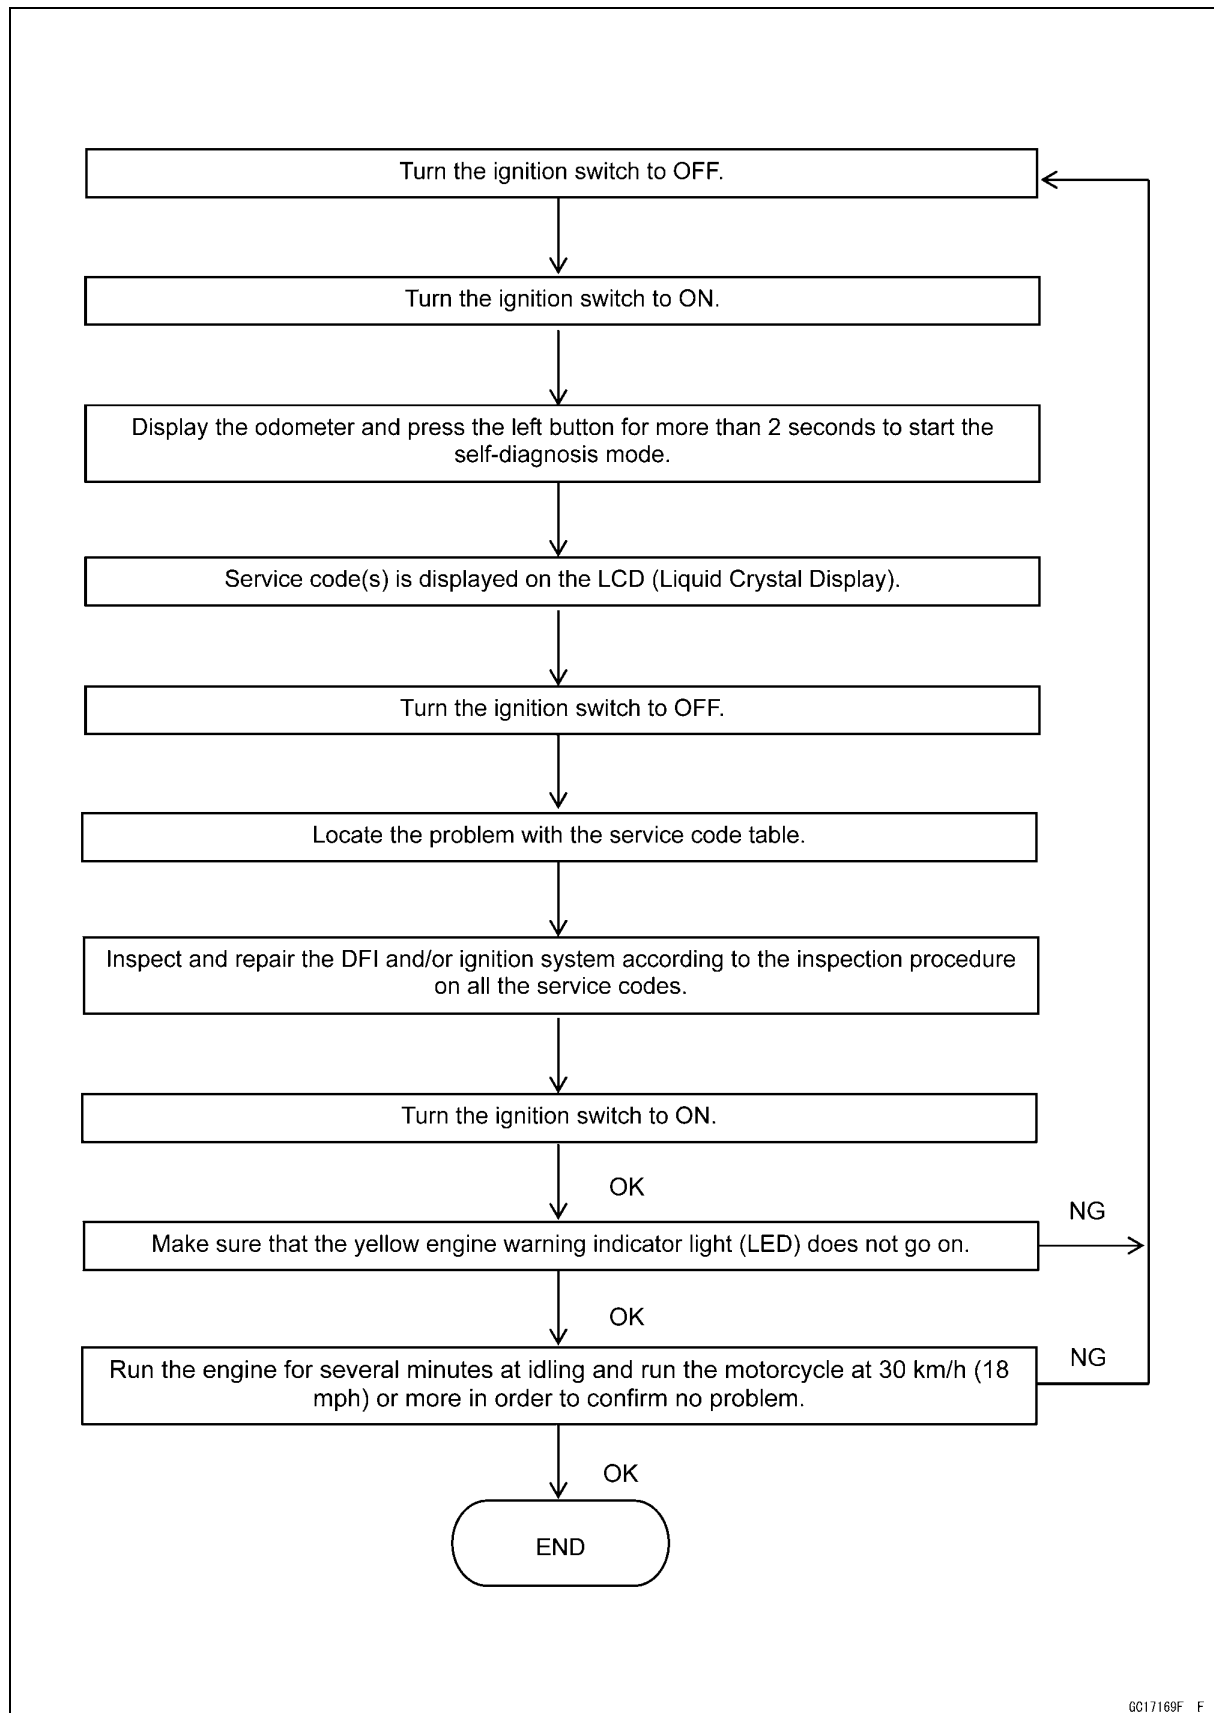 Turn the ignition switch to OFF.
Turn the ignition switch to ON.
Display the odometer and press the left button for more than 2 seconds to start the
self-diagnosis mode.
Service code(s) is displayed on the LCD (Liquid Crystal Display).
Turn the ignition switch to OFF.
Locate the problem with the service code table.
Inspect and repair the DFI and/or ignition system according to the inspection procedure
on all the service codes.
Turn the ignition switch to ON.
OK
NG
Make sure that the yellow engine warning indicator light (LED) does not go on.
OK
NG
Run the engine for several minutes at idling and run the motorcycle at 30 km/h (18
mph) or more in order to confirm no problem.
OK
END
GC17169F F